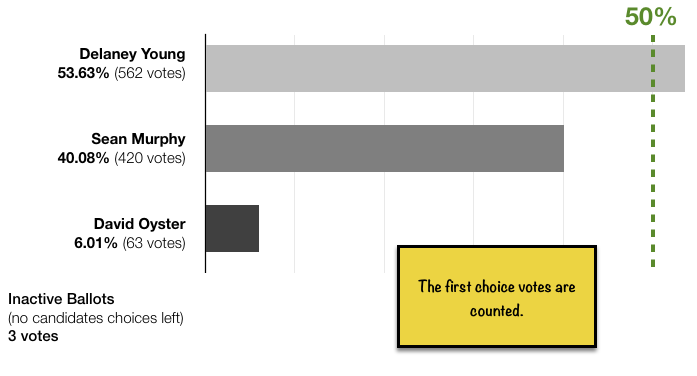 50%
Delaney Young
53.63% (562 votes)
Sean Murphy
40.08% (420 votes)
David Oyster
6.01% (63 votes)
The first choice votes are
counted.
Inactive Ballots
(no candidates choices left)
3 votes